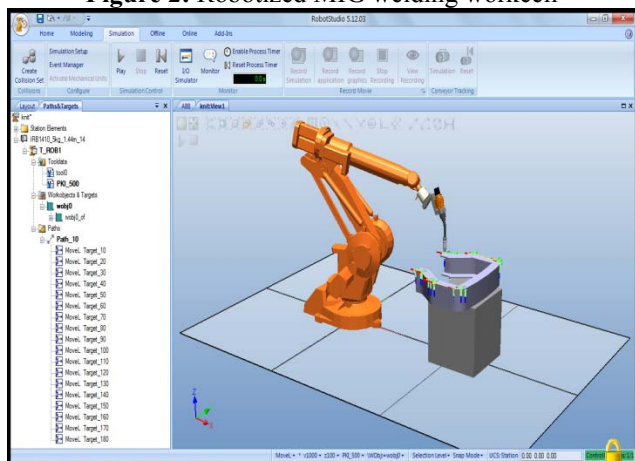 Figure 2: Robotized MIG welding workcell
RobotStudio 5.12.03
Home Modeling Simulation Offline Online Add-Ins
Create Collision Set
Collisions
Simulation Setup
Event Manager
Activate Mechanical Units
Configure
Play Stop Reset
Simulation Control
I/O Simulator
Monitor
Enable Process Timer
Reset Process Timer
0.0s
Monitor
Record Simulation
Record application
Record graphics
Stop Recording
View Recording
Record Movie
Simulation Reset
Conveyor Tracking
Layout Paths&Targets
ABB knit:View1
knit*
Station Elements
IRB1410_5kg_1.44m_14
T_ROB1
Tooldata
tool0
PKI_500
Workobjects & Targets
wobj0
wobj0_of
Paths
Path_10
MoveL Target_10
MoveL Target_20
MoveL Target_30
MoveL Target_40
MoveL Target_50
MoveL Target_60
MoveL Target_70
MoveL Target_80
MoveL Target_90
MoveL Target_100
MoveL Target_110
MoveL Target_120
MoveL Target_130
MoveL Target_140
MoveL Target_150
MoveL Target_160
MoveL Target_170
MoveL Target_180
Z
MoveL * v1000 z100 PKI_500 \WObj:=wobj0 Selection Level Snap Mode UCS: Station 0.00 0.00 0.00